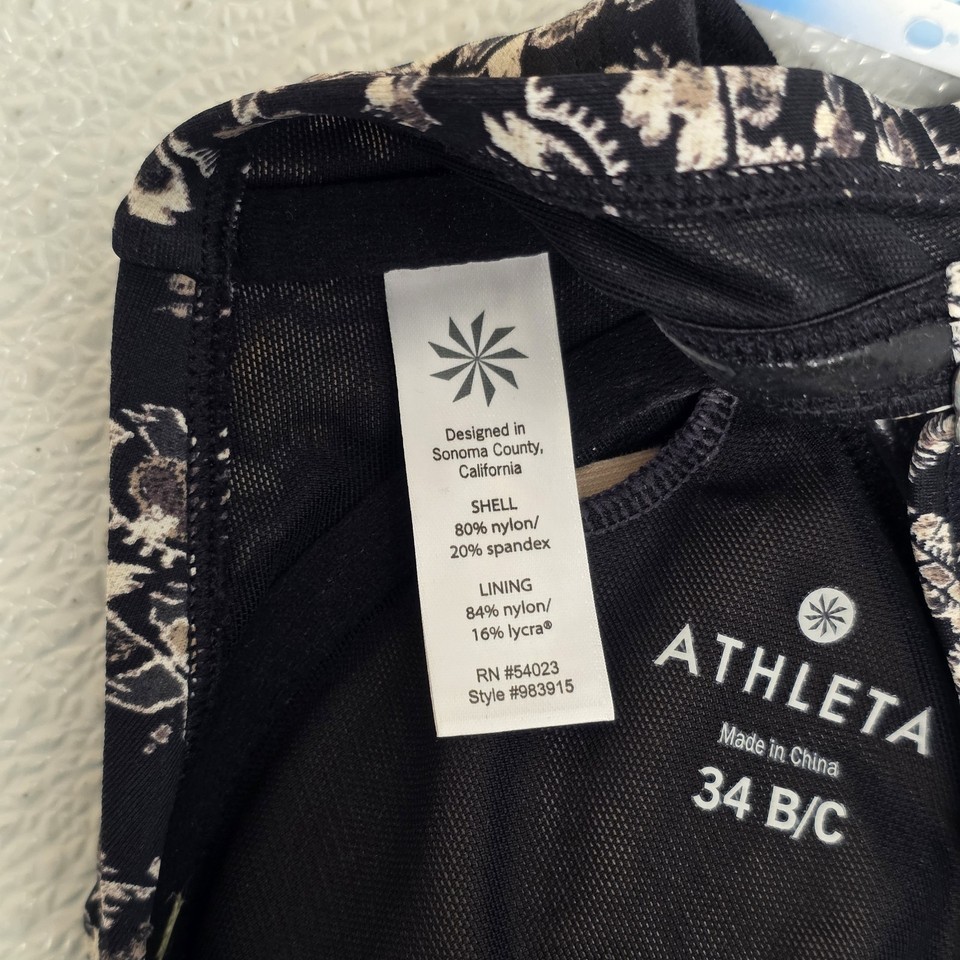 Designed in
Sonoma County,
California
SHELL
80% nylon/
20% spandex
LINING
84% nylon/
16% lycra®
RN #54023
Style #983915
ATHLETA
Made in China
34 B/C